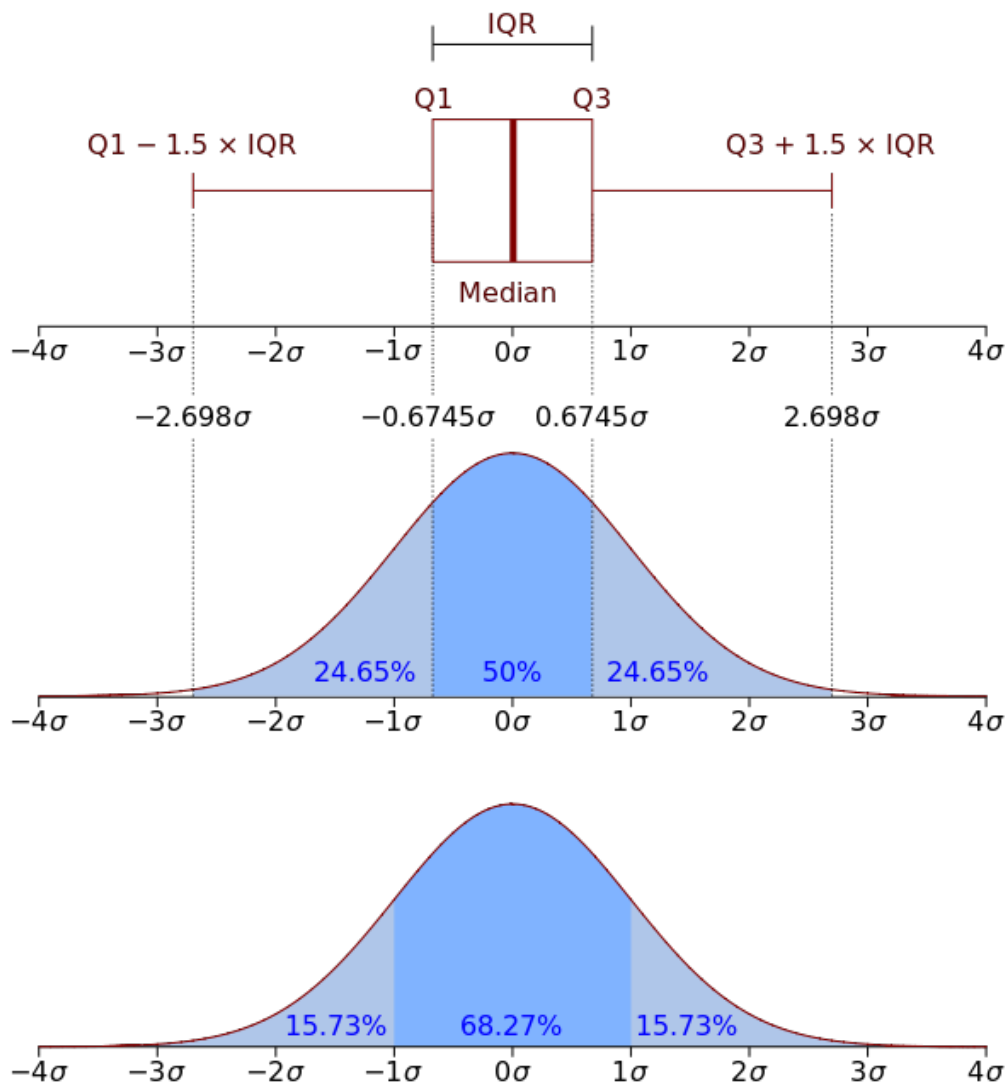 IQR
Q1 Q3
Q1 − 1.5 × IQR Q3 + 1.5 × IQR
Median
−4σ −3σ −2σ −1σ 0σ 1σ 2σ 3σ 4σ
−2.698σ −0.6745σ 0.6745σ 2.698σ
24.65% 50% 24.65%
−4σ −3σ −2σ −1σ 0σ 1σ 2σ 3σ 4σ
15.73% 68.27% 15.73%
−4σ −3σ −2σ −1σ 0σ 1σ 2σ 3σ 4σ